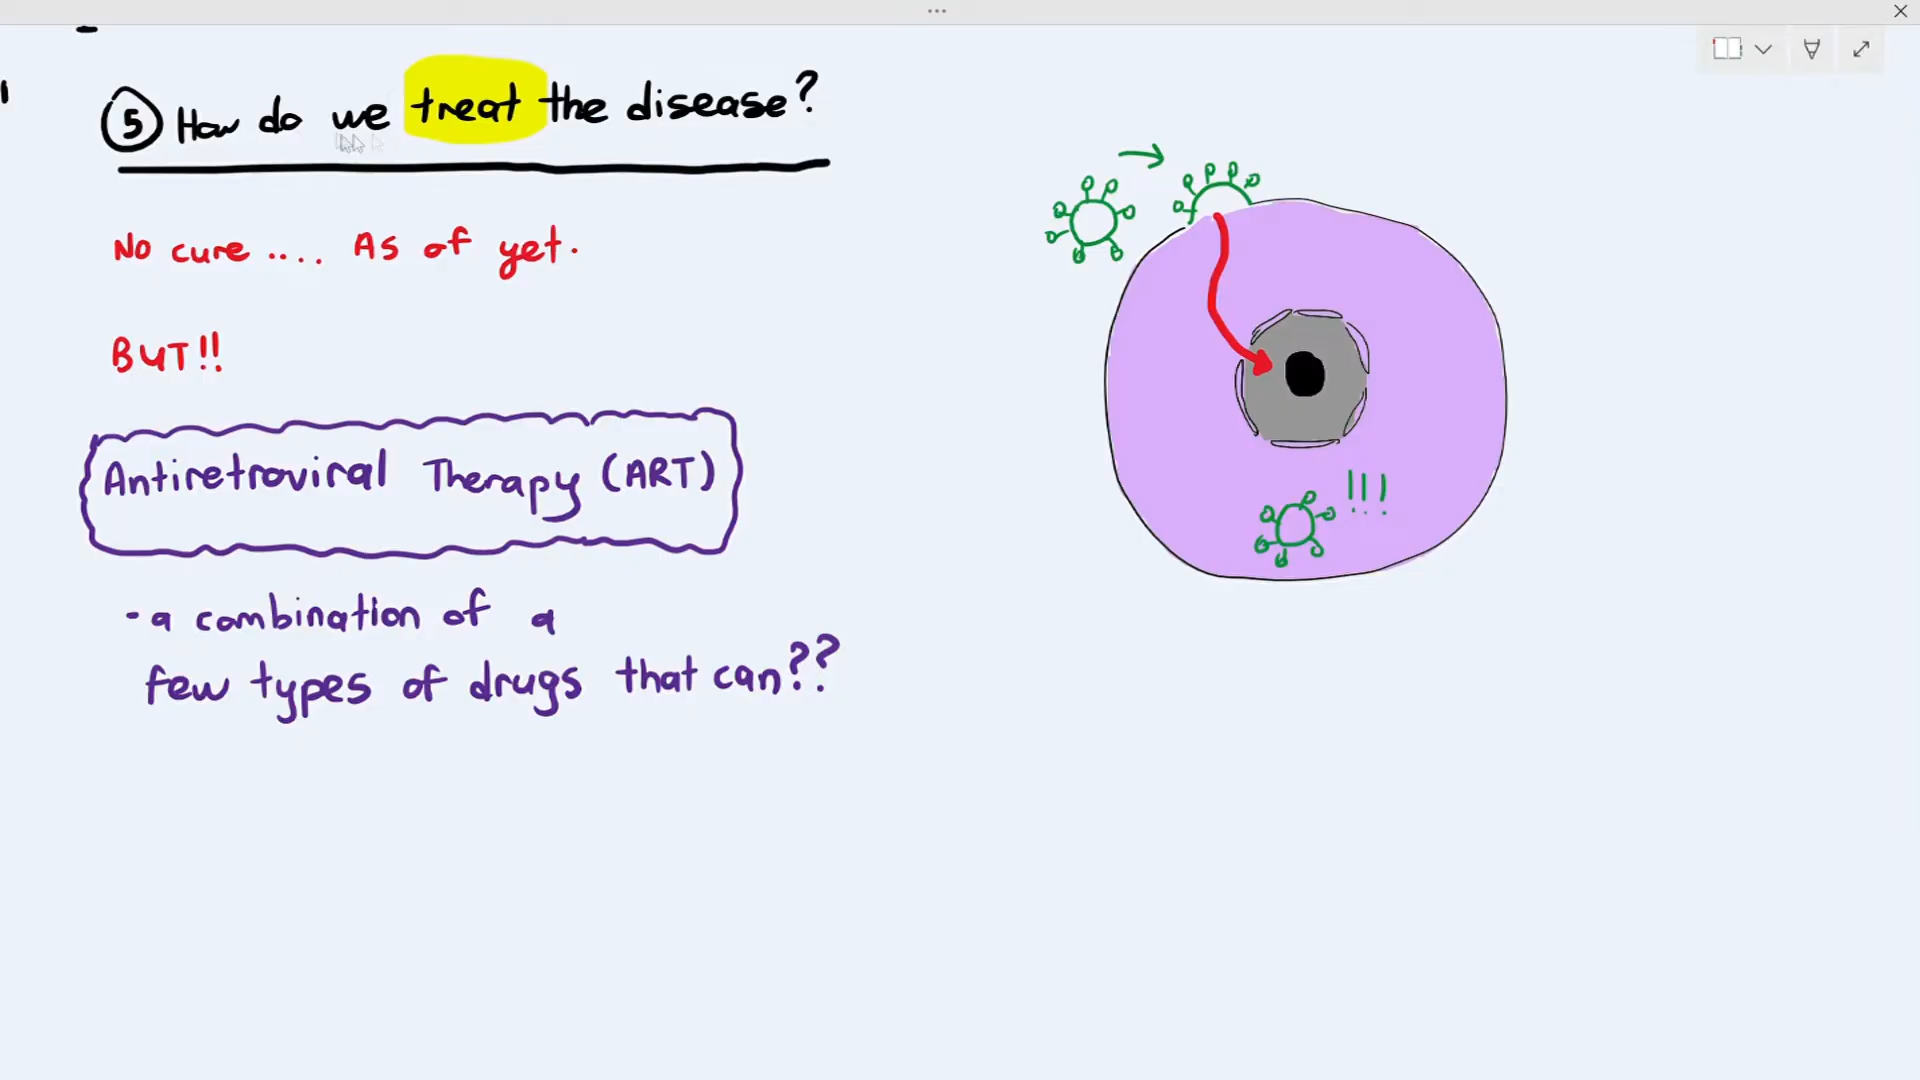 ⑤ How do we treat the disease?
No cure .... As of yet.
BUT!!
Antiretroviral Therapy (ART)
- a combination of a
few types of drugs that can??
!!!